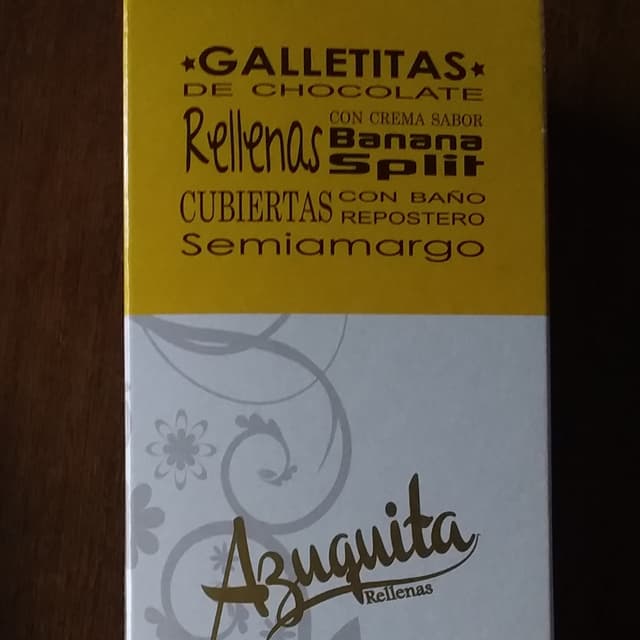 ★GALLETITAS★
DE CHOCOLATE
Rellenas CON CREMA SABOR
Banana
Split
CUBIERTAS CON BAÑO
REPOSTERO
Semiamargo
Azuquita
Rellenas